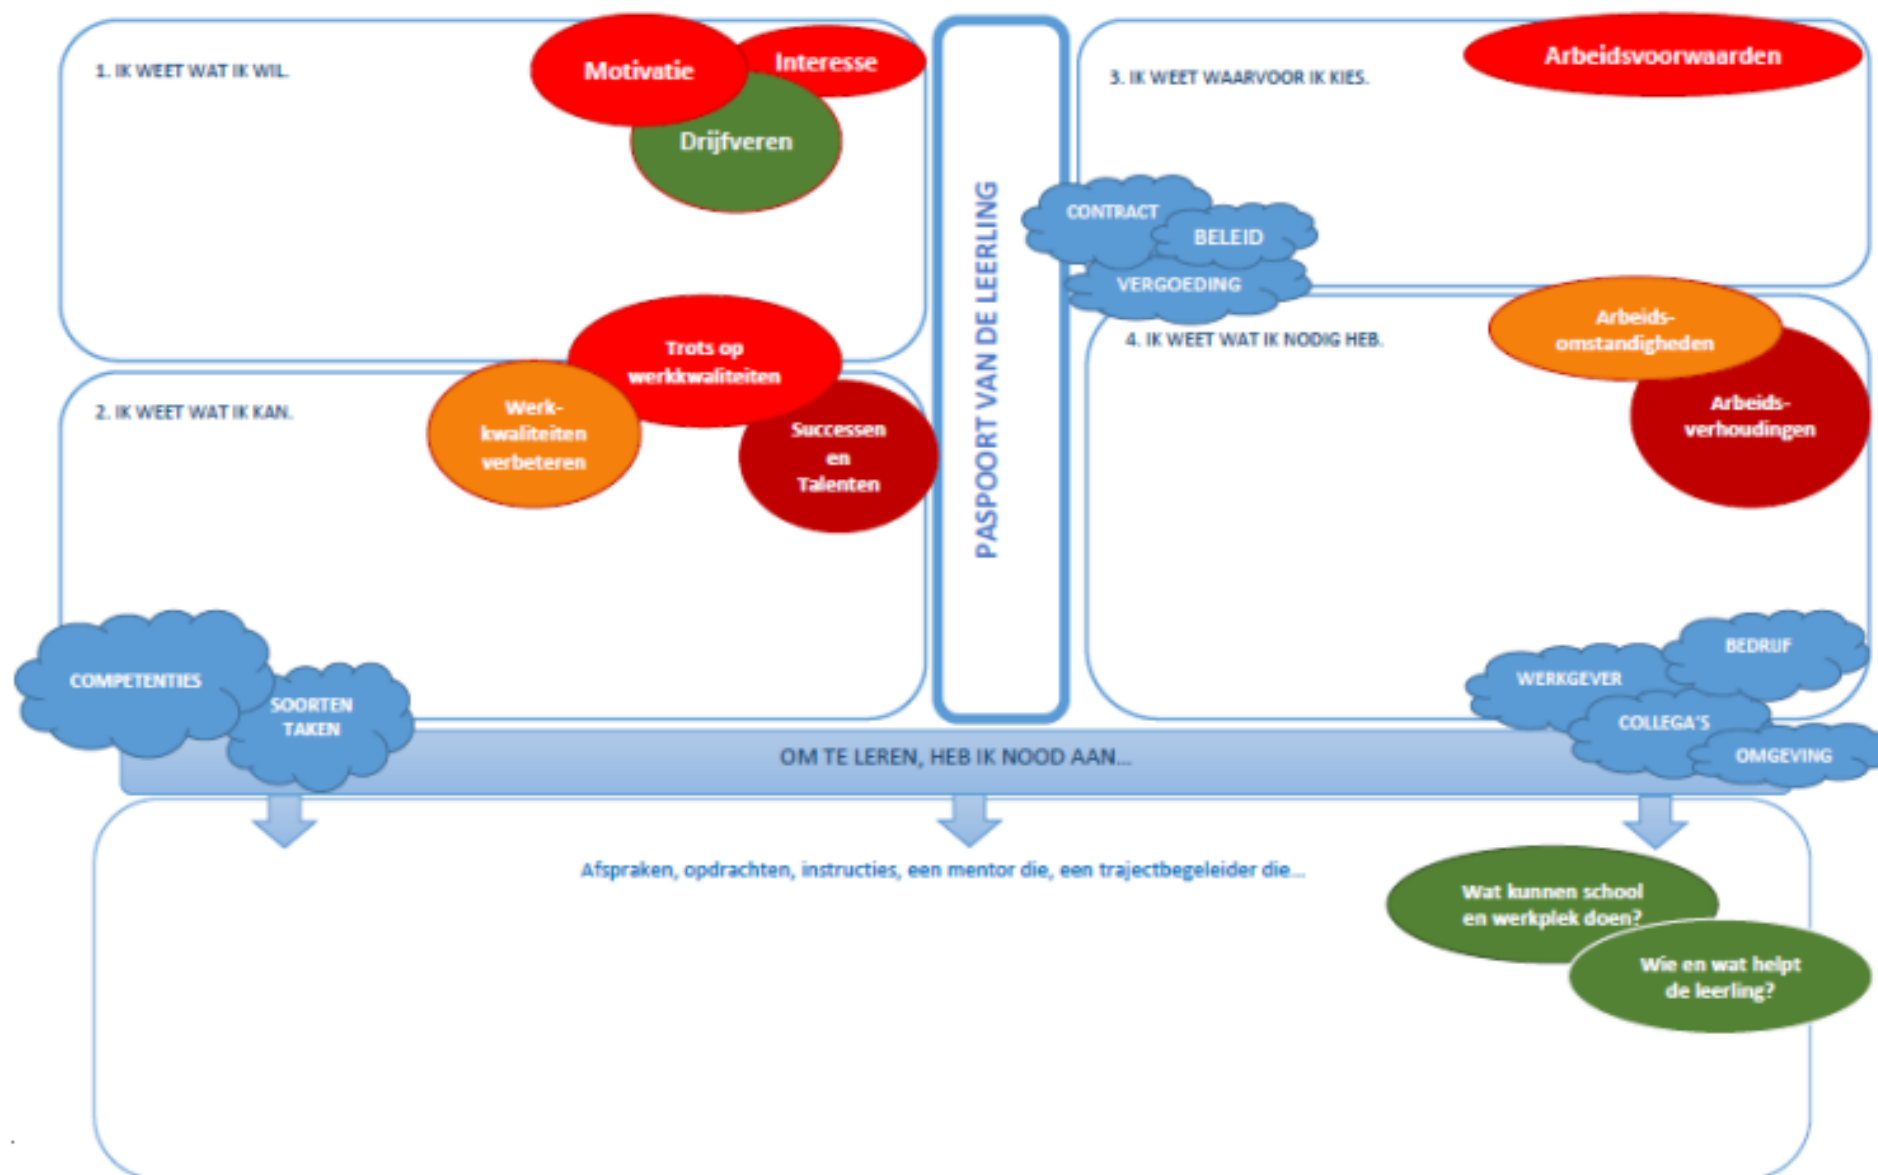 1. IK WEET WAT IK WIL.
Motivatie
Interesse
Drijfveren
2. IK WEET WAT IK KAN.
Trots op
werkkwaliteiten
Werk-
kwaliteiten
verbeteren
Successen
en
Talenten
COMPETENTIES
SOORTEN
TAKEN
PASPOORT VAN DE LEERLING
3. IK WEET WAARVOOR IK KIES.
Arbeidsvoorwaarden
CONTRACT
BELEID
VERGOEDING
4. IK WEET WAT IK NODIG HEB.
Arbeids-
omstandigheden
Arbeids-
verhoudingen
BEDRIJF
WERKGEVER
COLLEGA'S
OMGEVING
OM TE LEREN, HEB IK NOOD AAN...
Afspraken, opdrachten, instructies, een mentor die, een trajectbegeleider die...
Wat kunnen school
en werkplek doen?
Wie en wat helpt
de leerling?